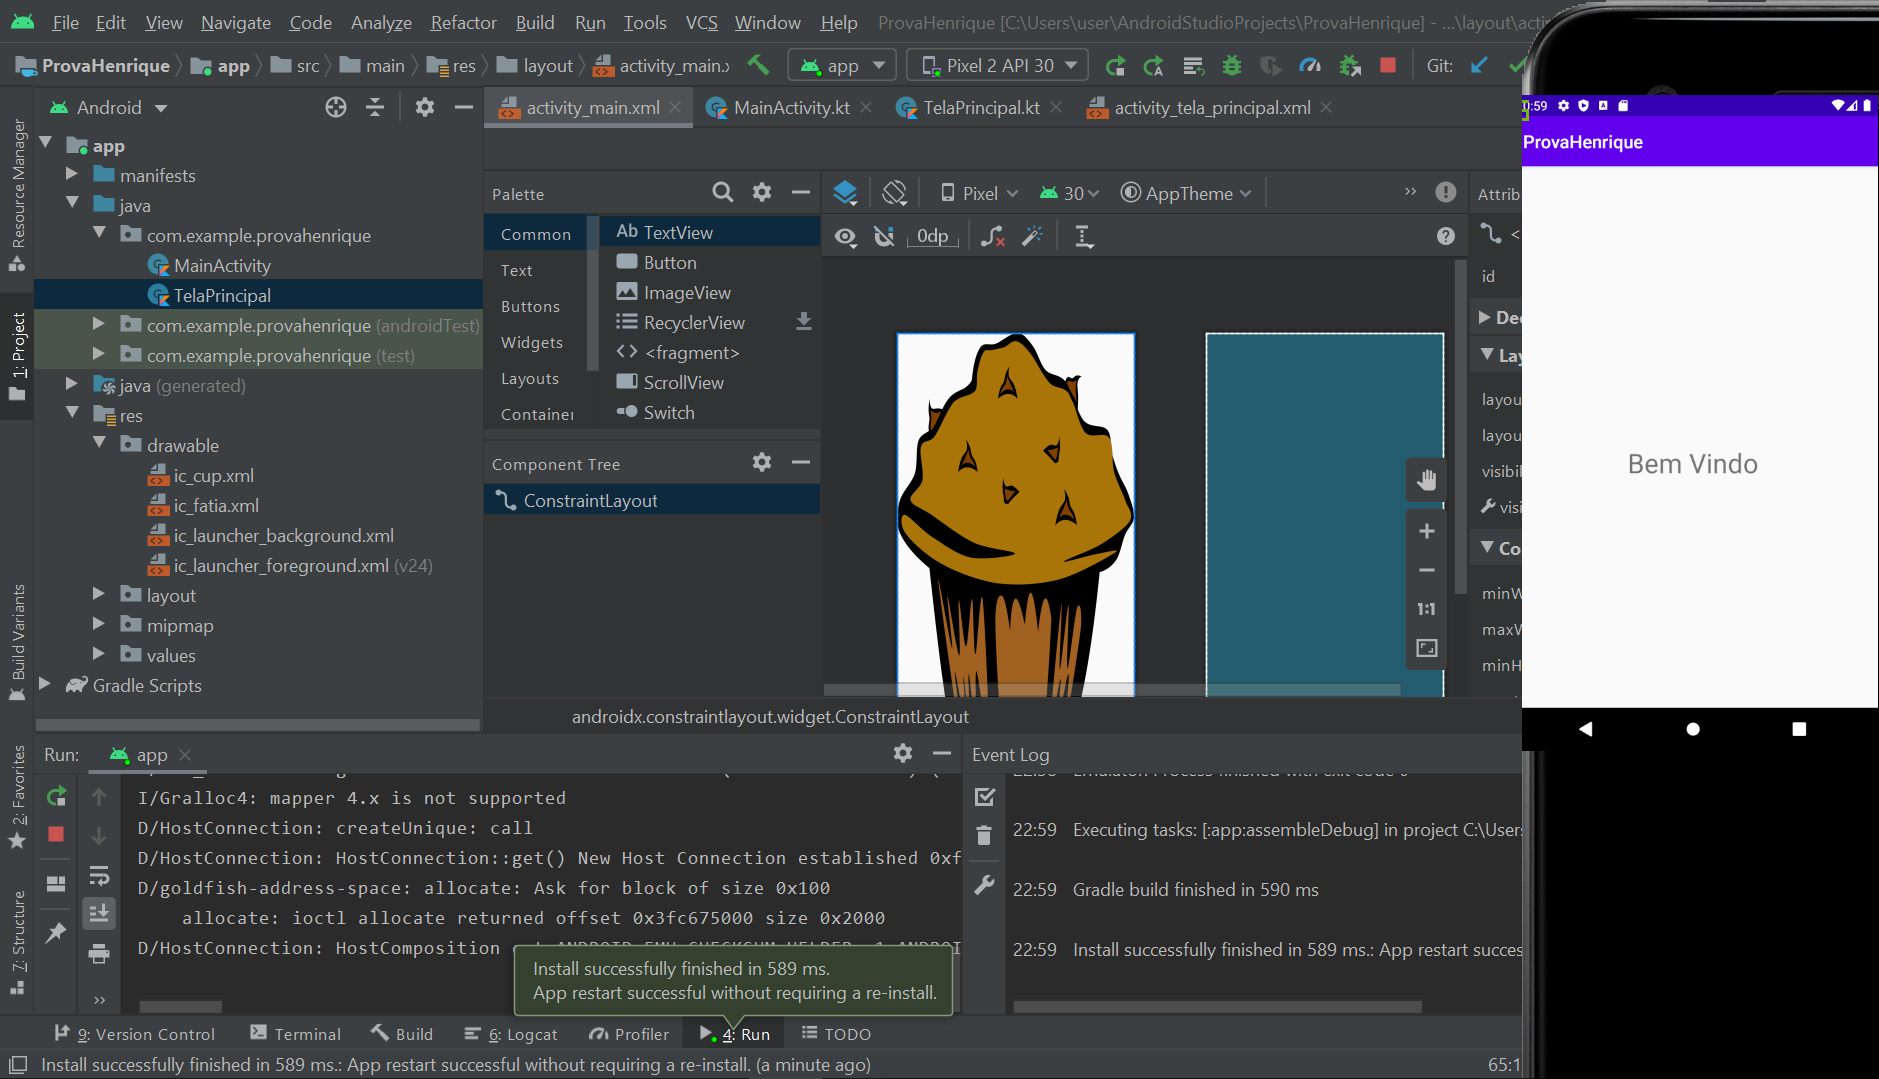 File Edit View Navigate Code Analyze Refactor Build Run Tools VCS Window Help ProvaHenrique [C:\Users\user\AndroidStudioProjects\ProvaHenrique] - ...\layout\acti
ProvaHenrique app src main res layout activity_main.x app Pixel 2 API 30 Git:
Android
activity_main.xml MainActivity.kt TelaPrincipal.kt activity_tela_principal.xml
app
manifests
java
com.example.provahenrique
MainActivity
TelaPrincipal
com.example.provahenrique (androidTest)
com.example.provahenrique (test)
java (generated)
res
drawable
ic_cup.xml
ic_fatia.xml
ic_launcher_background.xml
ic_launcher_foreground.xml (v24)
layout
mipmap
values
Gradle Scripts
Resource Manager
1: Project
Build Variants
2: Favorites
7: Structure
Palette
Common
Text
Buttons
Widgets
Layouts
Container
Ab TextView
Button
ImageView
RecyclerView
<fragment>
ScrollView
Switch
Component Tree
ConstraintLayout
Pixel 30 AppTheme
0dp
1:1
androidx.constraintlayout.widget.ConstraintLayout
Attrib
<
id
Dec
Lay
layou
layou
visibil
visi
Co
minW
maxW
minH
:59
ProvaHenrique
Bem Vindo
Run: app
I/Gralloc4: mapper 4.x is not supported
D/HostConnection: createUnique: call
D/HostConnection: HostConnection::get() New Host Connection established 0xf
D/goldfish-address-space: allocate: Ask for block of size 0x100
allocate: ioctl allocate returned offset 0x3fc675000 size 0x2000
D/HostConnection: HostComposition
Install successfully finished in 589 ms.
App restart successful without requiring a re-install.
Event Log
22:58 Emulator: Process finished with exit code 0
22:59 Executing tasks: [:app:assembleDebug] in project C:\Users
22:59 Gradle build finished in 590 ms
22:59 Install successfully finished in 589 ms.: App restart succes
9: Version Control Terminal Build 6: Logcat Profiler 4: Run TODO
Install successfully finished in 589 ms.: App restart successful without requiring a re-install. (a minute ago)
65:1